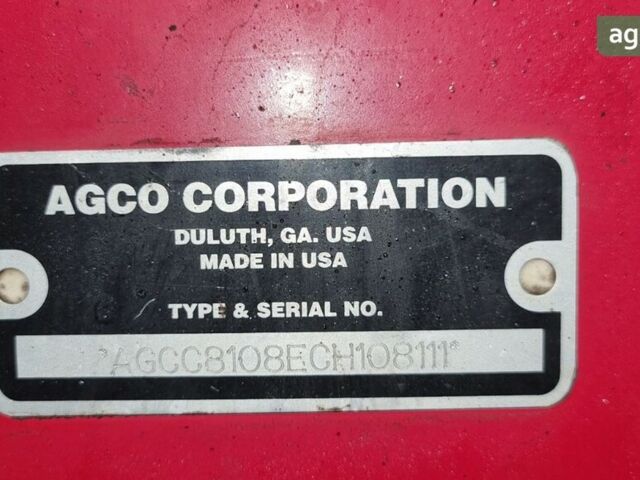 ag
AGCO CORPORATION
DULUTH, GA. USA
MADE IN USA
TYPE & SERIAL NO.
*AGCC8108ECH108111*